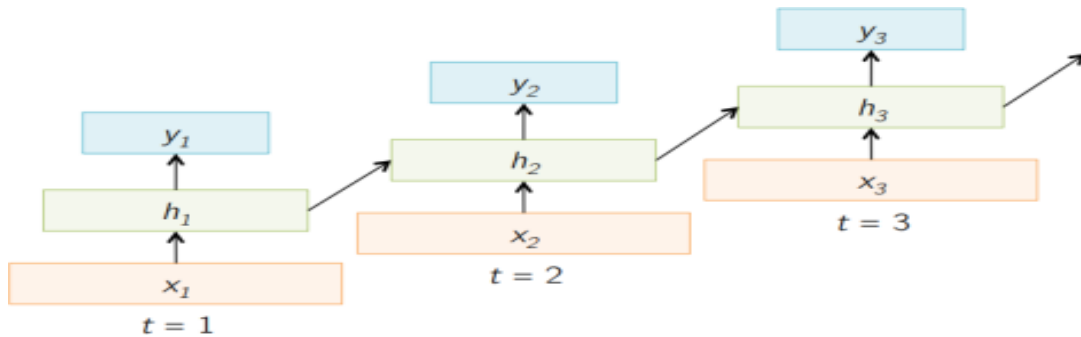 y₁
h₁
x₁
t = 1
y₂
h₂
x₂
t = 2
y₃
h₃
x₃
t = 3